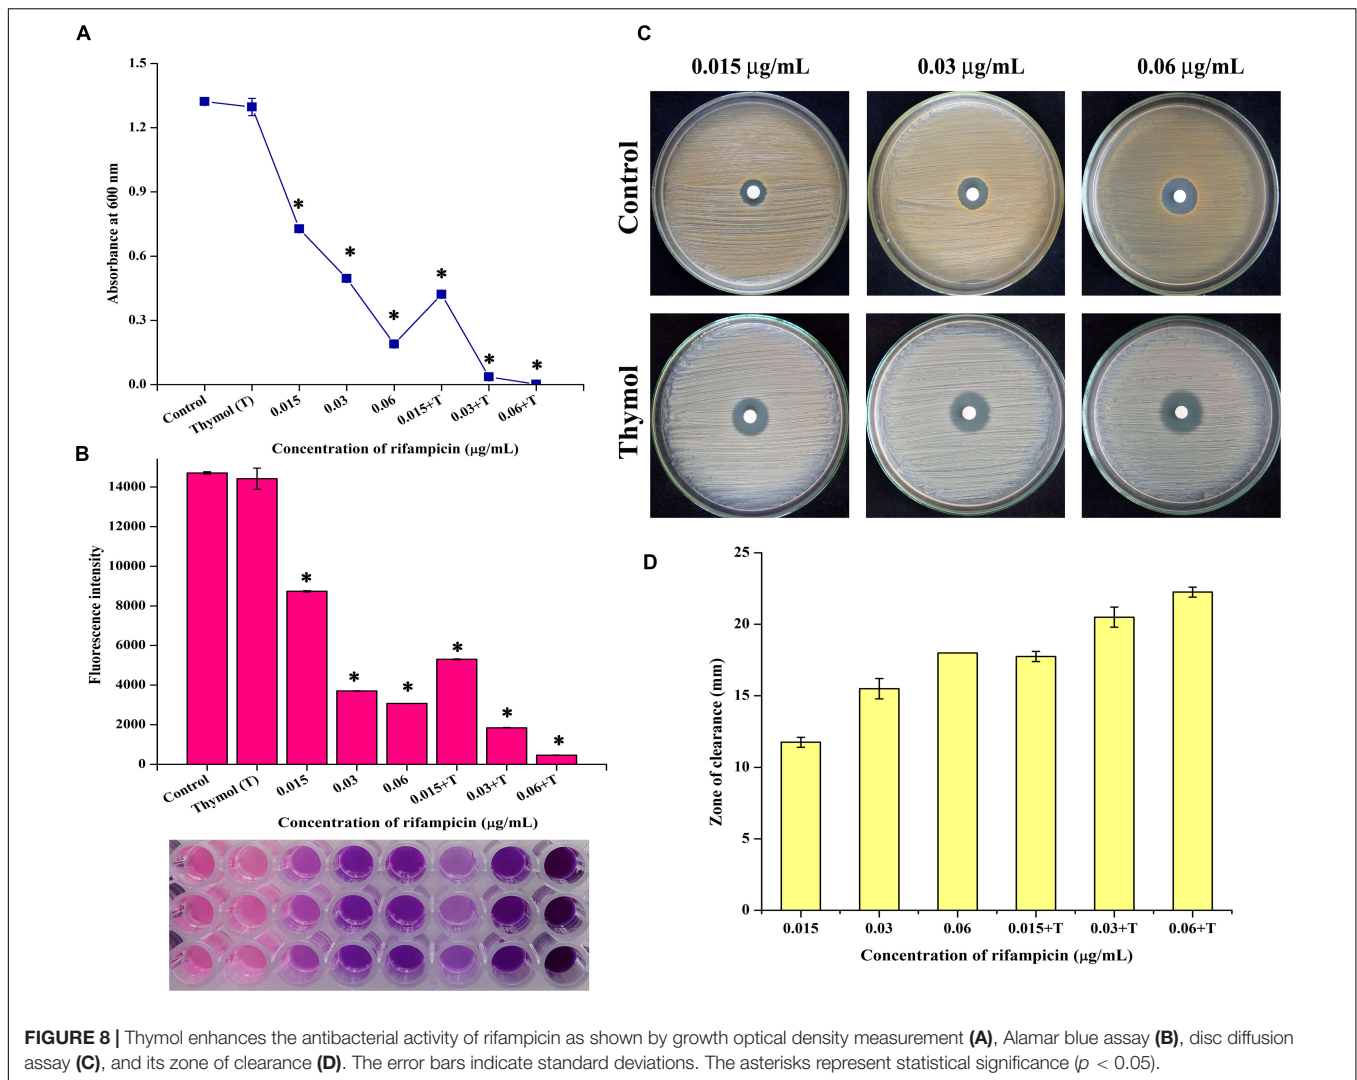 A
1.5
1.2
0.9
0.6
0.3
0.0
Absorbance at 600 nm
*
*
*
*
*
*
Control
Thymol (T)
0.015
0.03
0.06
0.015+T
0.03+T
0.06+T
Concentration of rifampicin (μg/mL)
B
14000
12000
10000
8000
6000
4000
2000
0
Fluorescence intensity
*
*
*
*
*
*
Control
Thymol (T)
0.015
0.03
0.06
0.015+T
0.03+T
0.06+T
Concentration of rifampicin (μg/mL)
C
0.015 μg/mL
0.03 μg/mL
0.06 μg/mL
Control
Thymol
D
25
20
15
10
5
0
Zone of clearance (mm)
0.015
0.03
0.06
0.015+T
0.03+T
0.06+T
Concentration of rifampicin (μg/mL)
FIGURE 8 | Thymol enhances the antibacterial activity of rifampicin as shown by growth optical density measurement (A), Alamar blue assay (B), disc diffusion
assay (C), and its zone of clearance (D). The error bars indicate standard deviations. The asterisks represent statistical significance (p < 0.05).